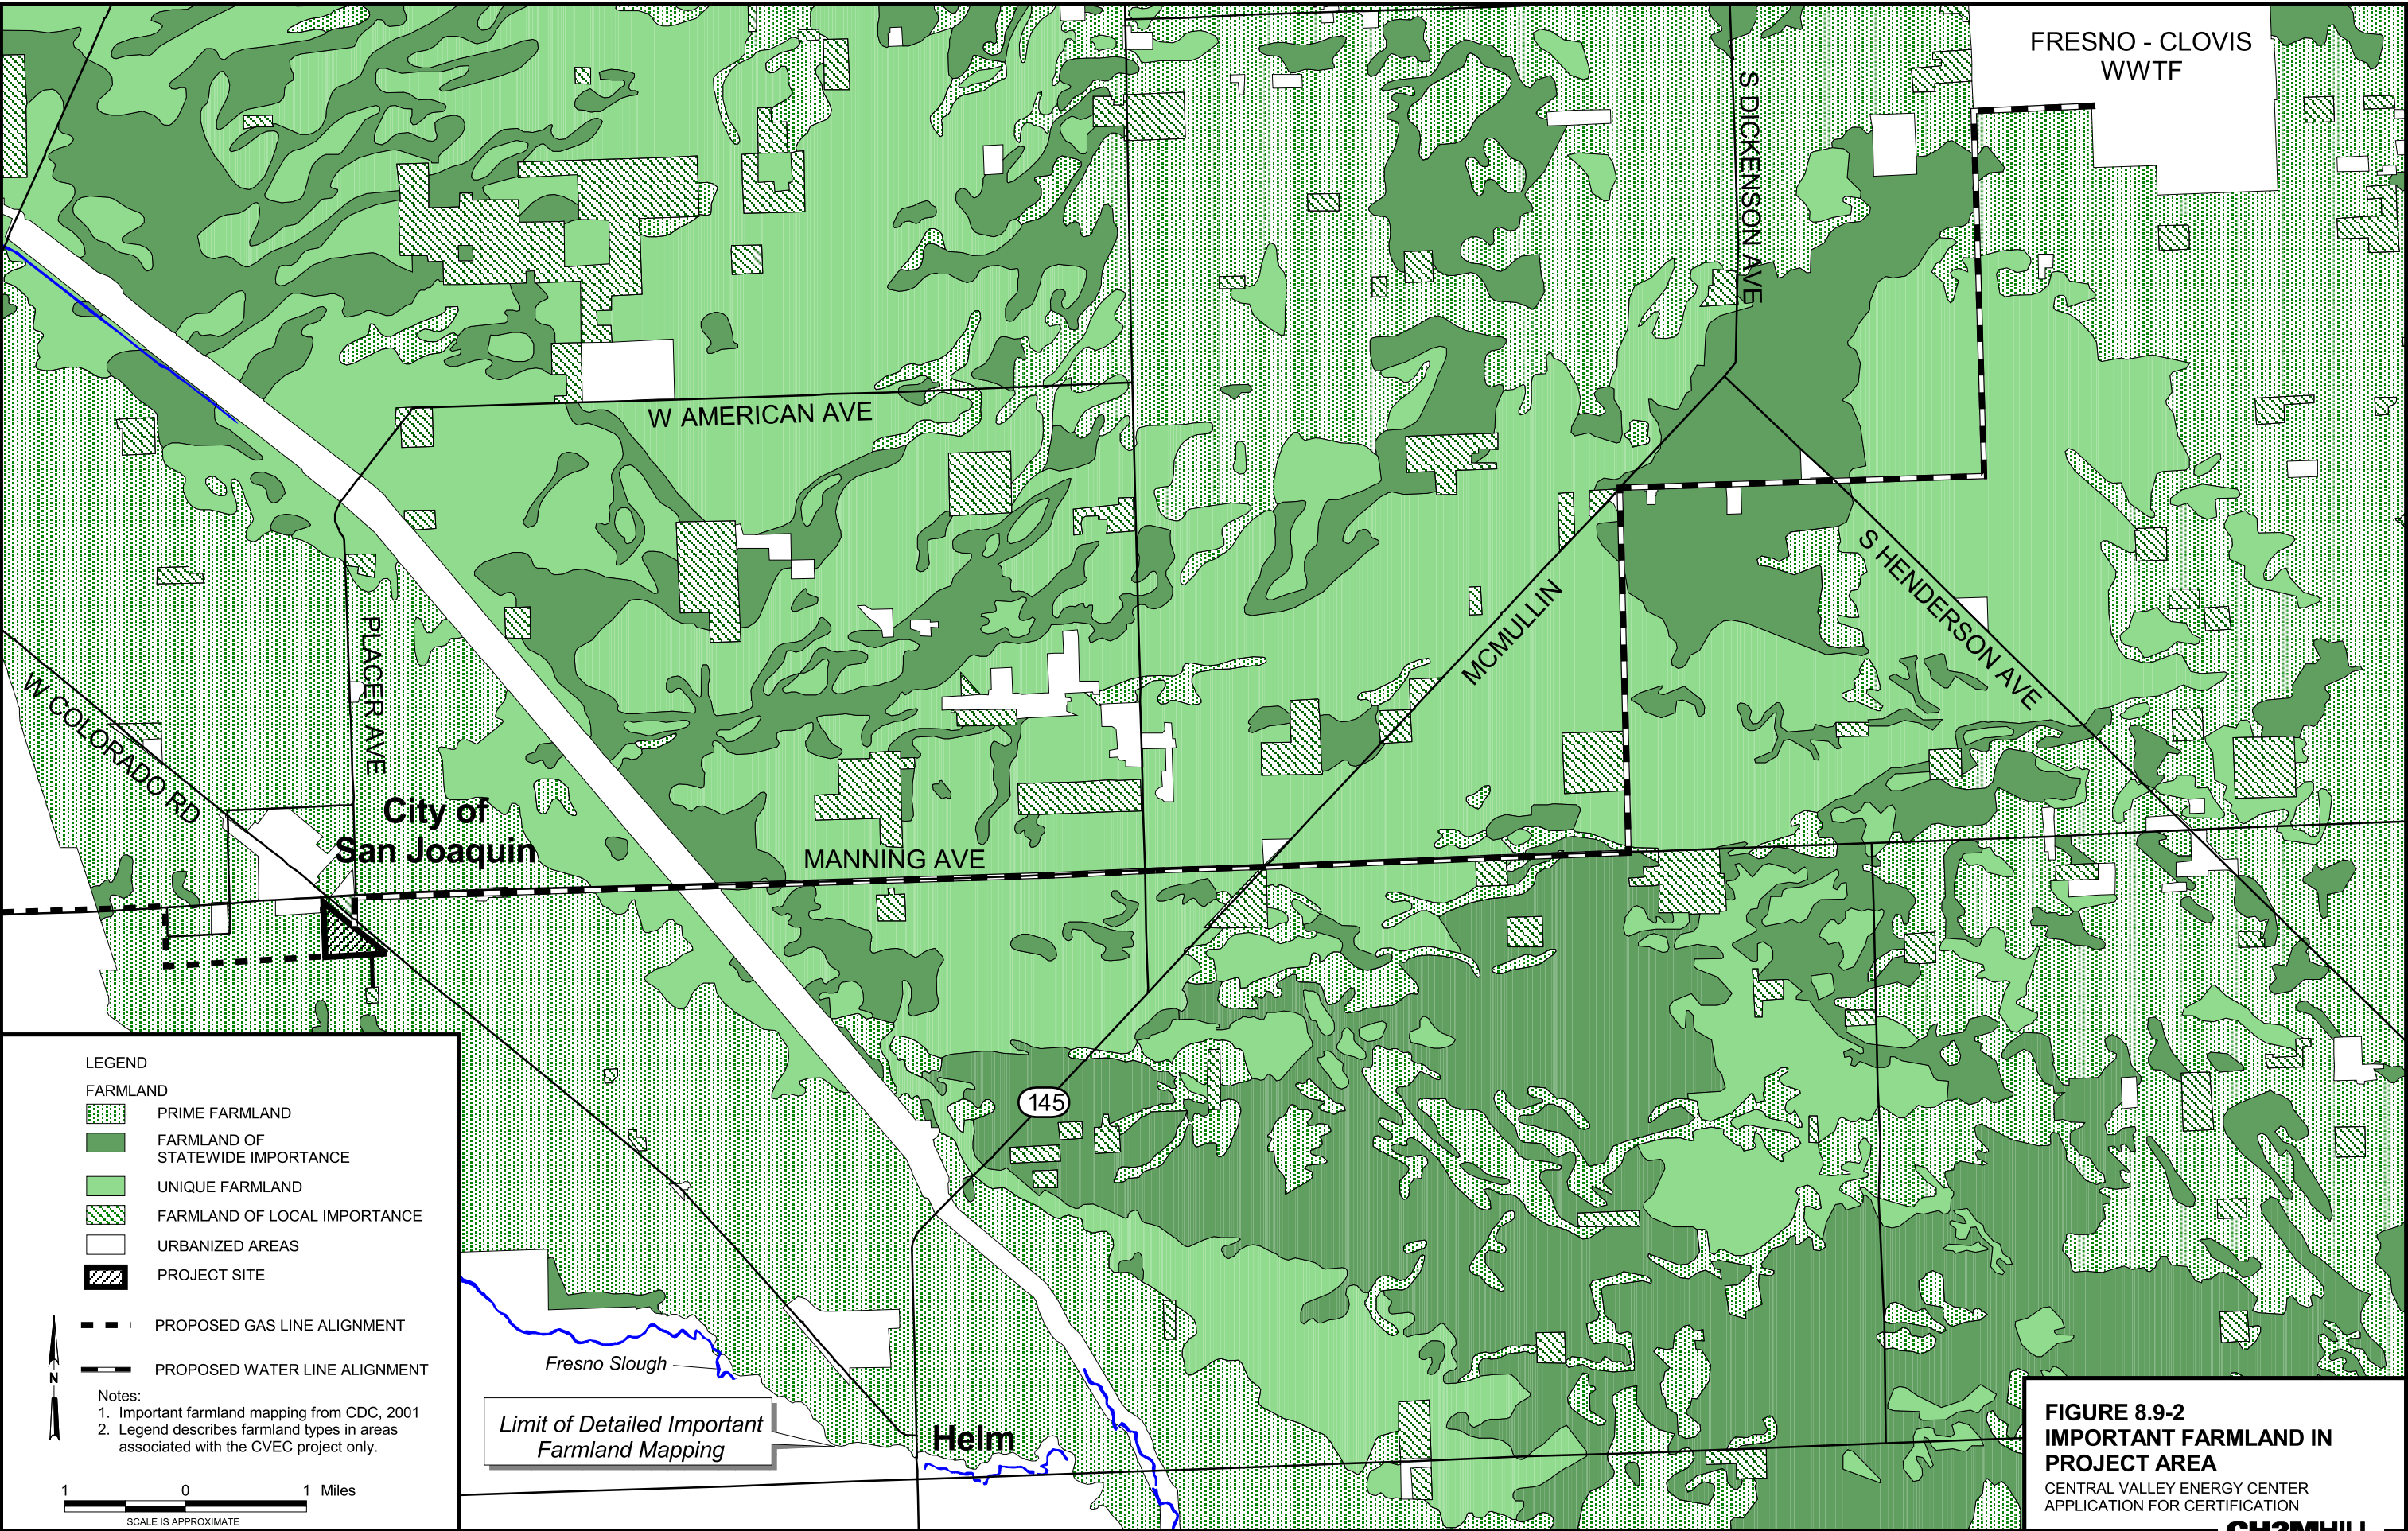 FRESNO - CLOVIS
WWTF
S DICKENSON AVE
W AMERICAN AVE
S HENDERSON AVE
MCMULLIN
PLACER AVE
W COLORADO RD
City of
San Joaquin
MANNING AVE
145
LEGEND
FARMLAND
PRIME FARMLAND
FARMLAND OF
STATEWIDE IMPORTANCE
UNIQUE FARMLAND
FARMLAND OF LOCAL IMPORTANCE
URBANIZED AREAS
PROJECT SITE
PROPOSED GAS LINE ALIGNMENT
PROPOSED WATER LINE ALIGNMENT
N
Notes:
1. Important farmland mapping from CDC, 2001
2. Legend describes farmland types in areas
associated with the CVEC project only.
1 0 1 Miles
SCALE IS APPROXIMATE
Fresno Slough
Limit of Detailed Important
Farmland Mapping
Helm
FIGURE 8.9-2
IMPORTANT FARMLAND IN
PROJECT AREA
CENTRAL VALLEY ENERGY CENTER
APPLICATION FOR CERTIFICATION
CH2MHILL